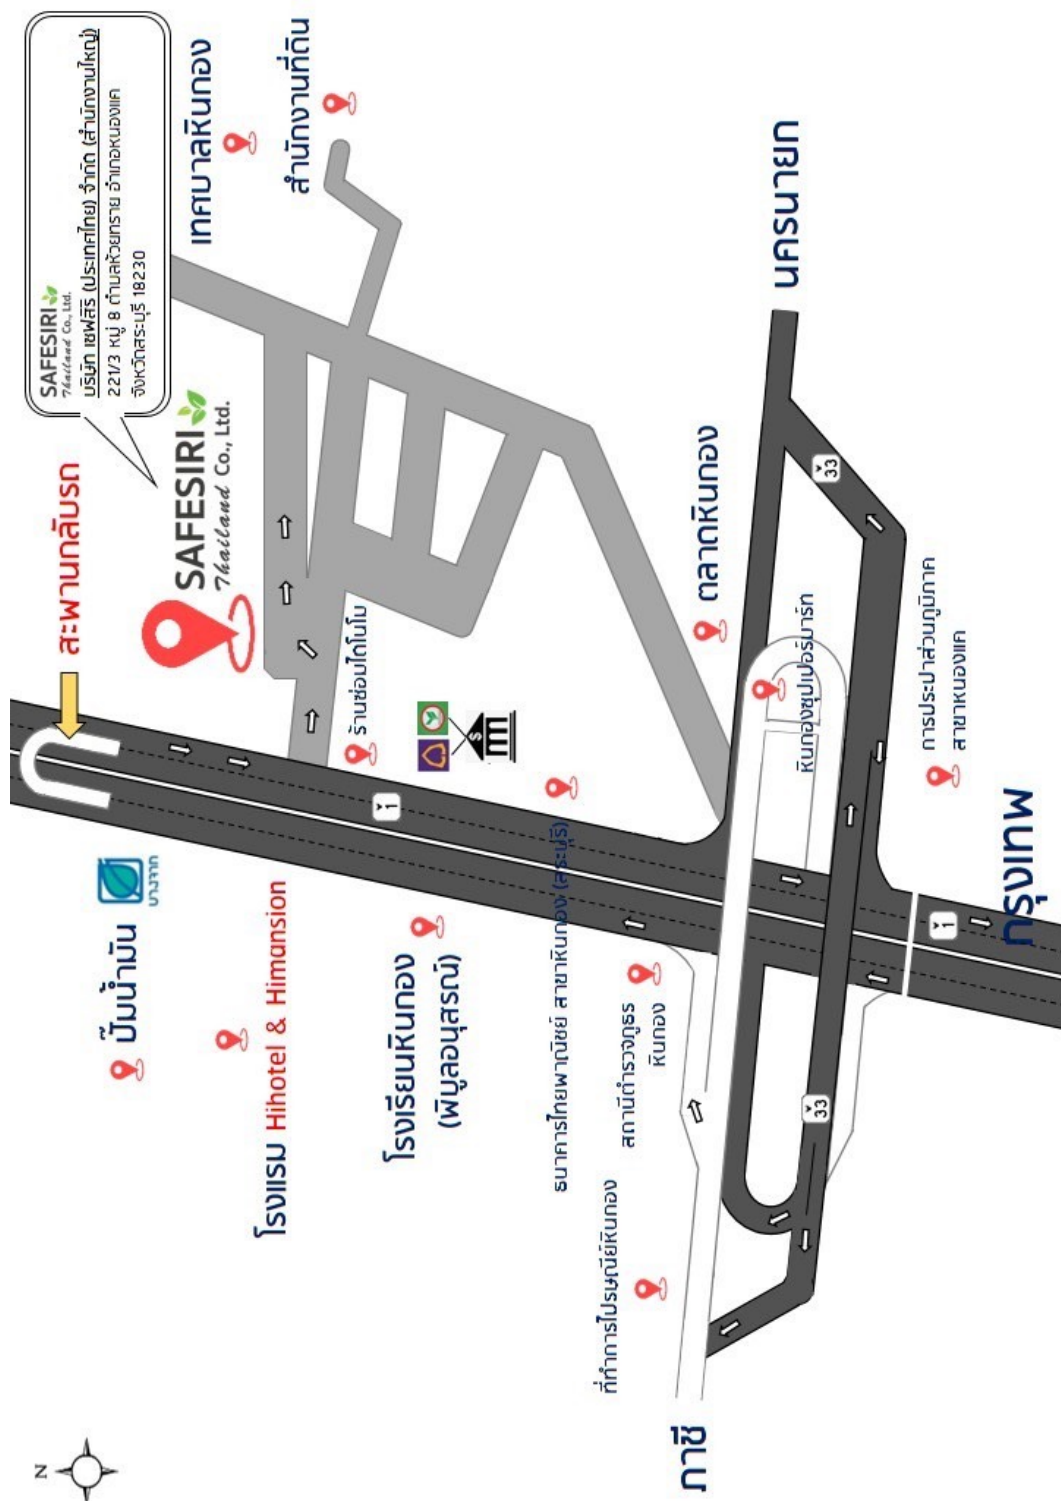 SAFESIRI
Thailand Co., Ltd.
บริษัท เซฟสิริ (ประเทศไทย) จำกัด (สำนักงานใหญ่)
221/3 หมู่ 8 ตำบลห้วยทราย อำเภอหนองแค
จังหวัดสระบุรี 18230
สะพานกลับรถ
SAFESIRI
Thailand Co., Ltd.
เทศบาลหินกอง
สำนักงานที่ดิน
ปั๊มน้ำมัน
บางจาก
โรงแรม Hihotel & Himansion
ร้านซ่อมไดโนโม
1
โรงเรียนหินกอง
(พิบูลอนุสรณ์)
ธนาคารไทยพาณิชย์ สาขาหินกอง (สระบุรี)
สถานีตำรวจภูธร
หินกอง
ที่ทำการไปรษณีย์หินกอง
ภาชี
ตลาดหินกอง
นครนายก
หินกองซุปเปอร์มาร์ท
33
33
การประปาส่วนภูมิภาค
สาขาหนองแค
1
กรุงเทพ
N